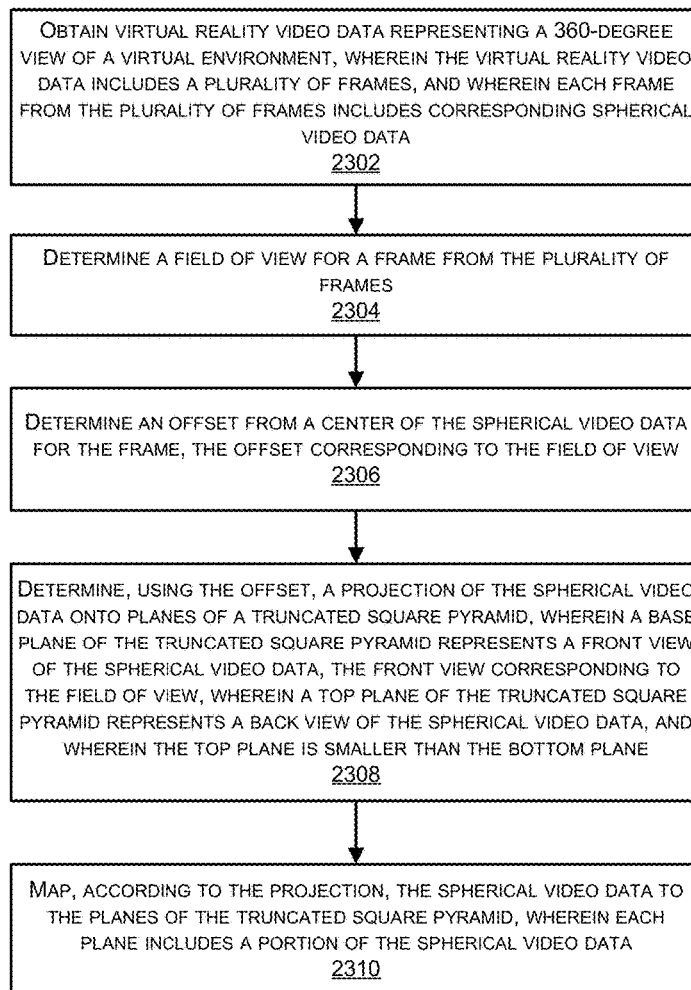 OBTAIN VIRTUAL REALITY VIDEO DATA REPRESENTING A 360-DEGREE
VIEW OF A VIRTUAL ENVIRONMENT, WHEREIN THE VIRTUAL REALITY VIDEO
DATA INCLUDES A PLURALITY OF FRAMES, AND WHEREIN EACH FRAME
FROM THE PLURALITY OF FRAMES INCLUDES CORRESPONDING SPHERICAL
VIDEO DATA
2302
DETERMINE A FIELD OF VIEW FOR A FRAME FROM THE PLURALITY OF
FRAMES
2304
DETERMINE AN OFFSET FROM A CENTER OF THE SPHERICAL VIDEO DATA
FOR THE FRAME, THE OFFSET CORRESPONDING TO THE FIELD OF VIEW
2306
DETERMINE, USING THE OFFSET, A PROJECTION OF THE SPHERICAL VIDEO
DATA ONTO PLANES OF A TRUNCATED SQUARE PYRAMID, WHEREIN A BASE
PLANE OF THE TRUNCATED SQUARE PYRAMID REPRESENTS A FRONT VIEW
OF THE SPHERICAL VIDEO DATA, THE FRONT VIEW CORRESPONDING TO
THE FIELD OF VIEW, WHEREIN A TOP PLANE OF THE TRUNCATED SQUARE
PYRAMID REPRESENTS A BACK VIEW OF THE SPHERICAL VIDEO DATA, AND
WHEREIN THE TOP PLANE IS SMALLER THAN THE BOTTOM PLANE
2308
MAP, ACCORDING TO THE PROJECTION, THE SPHERICAL VIDEO DATA TO
THE PLANES OF THE TRUNCATED SQUARE PYRAMID, WHEREIN EACH
PLANE INCLUDES A PORTION OF THE SPHERICAL VIDEO DATA
2310